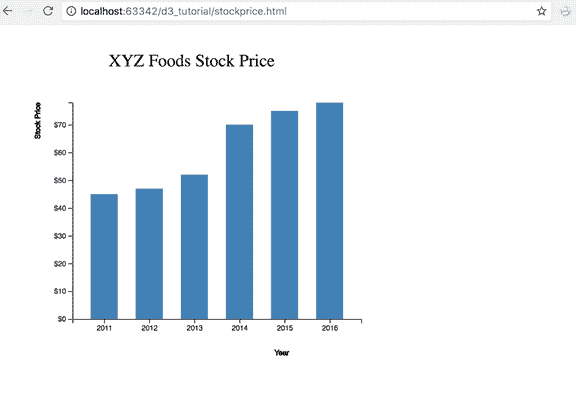 localhost:63342/d3_tutorial/stockprice.html
XYZ Foods Stock Price
Stock Price
$70
$60
$50
$40
$30
$20
$10
$0
2011 2012 2013 2014 2015 2016
Year